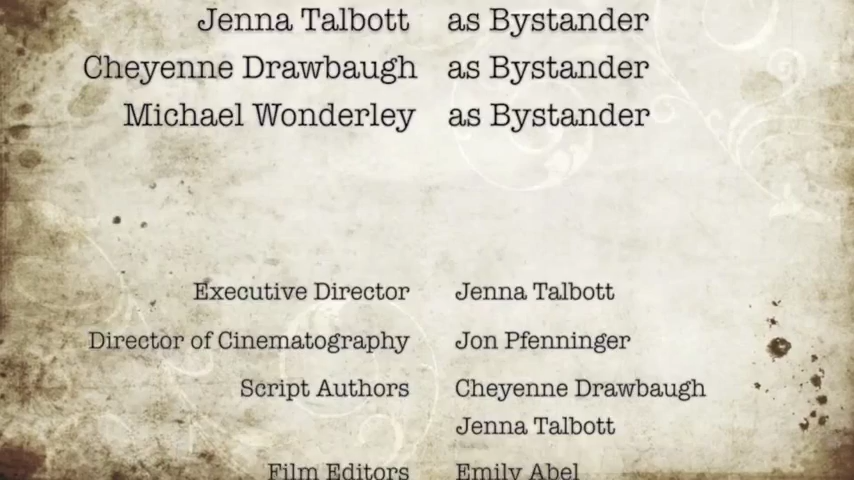 Jenna Talbott as Bystander
Cheyenne Drawbaugh as Bystander
Michael Wonderley as Bystander
Executive Director Jenna Talbott
Director of Cinematography Jon Pfenninger
Script Authors Cheyenne Drawbaugh
Jenna Talbott
Film Editors Emily Abel